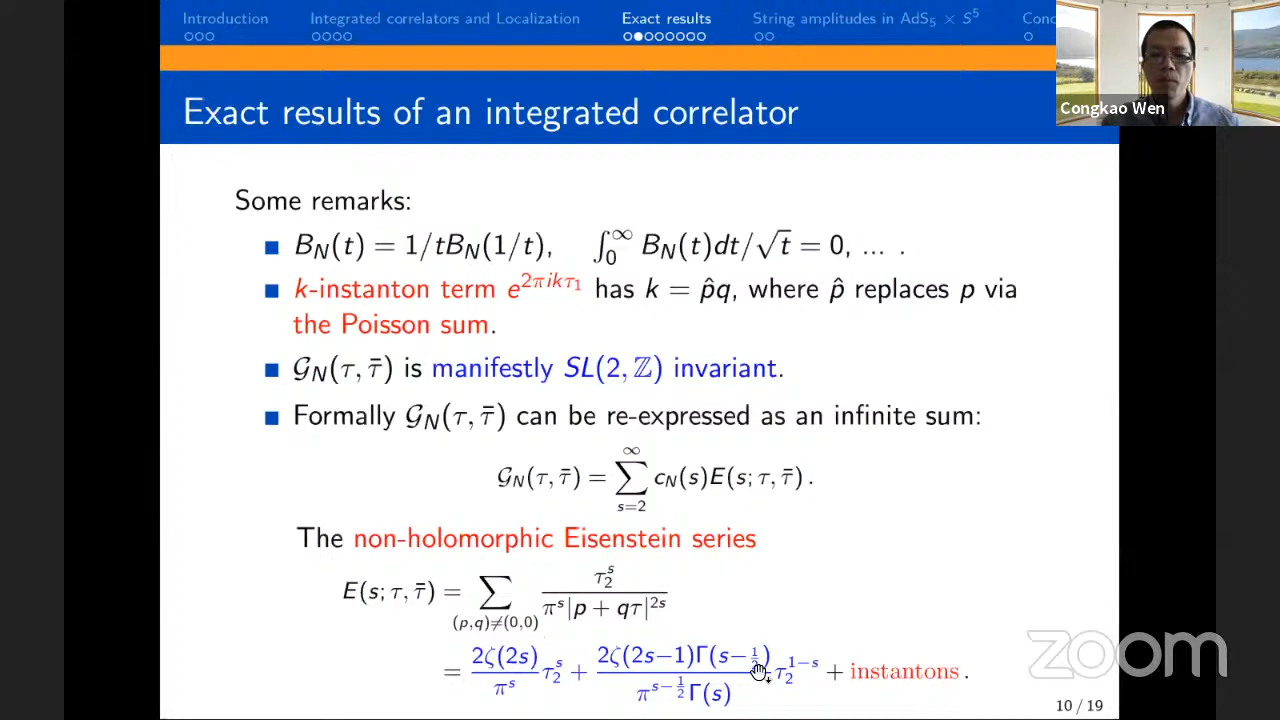 Introduction Integrated correlators and Localization Exact results String amplitudes in AdS₅ × S⁵ Conc
Exact results of an integrated correlator
Congkao Wen
Some remarks:
B_N(t) = 1/tB_N(1/t), ∫₀^∞ B_N(t)dt/√t = 0, ... .
k-instanton term e^{2πikτ₁} has k = p̂q, where p̂ replaces p via
the Poisson sum.
𝒢_N(τ, τ̄) is manifestly SL(2, ℤ) invariant.
Formally 𝒢_N(τ, τ̄) can be re-expressed as an infinite sum:
𝒢_N(τ, τ̄) = ∑_{s=2}^{∞} c_N(s)E(s; τ, τ̄) .
The non-holomorphic Eisenstein series
E(s; τ, τ̄) = ∑_{(p,q)≠(0,0)} τ₂^s / π^s|p + qτ|^{2s}
= 2ζ(2s)/π^s τ₂^s + 2ζ(2s−1)Γ(s−½)/π^{s−½}Γ(s) τ₂^{1−s} + instantons .
zoom
10 / 19